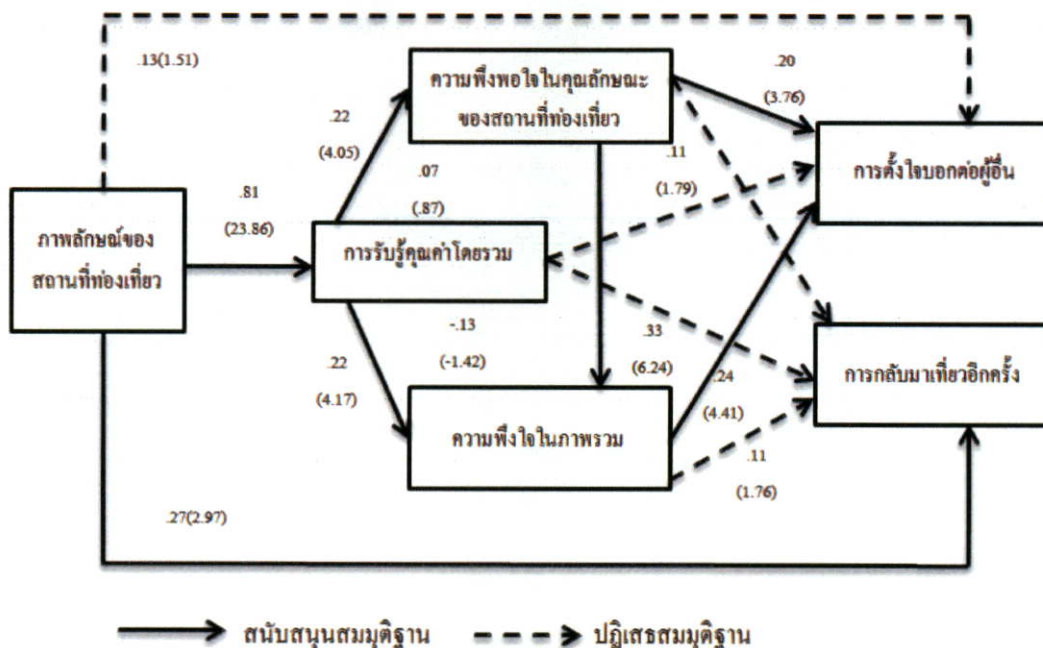 .13(1.51)
ความพึงพอใจในคุณลักษณะ
ของสถานที่ท่องเที่ยว
.20
(3.76)
.22
(4.05)
.07
(.87)
.11
(1.79)
การตั้งใจบอกต่อผู้อื่น
.81
(23.86)
ภาพลักษณ์ของ
สถานที่ท่องเที่ยว
การรับรู้คุณค่าโดยรวม
-.13
(-1.42)
.33
(6.24)
.22
(4.17)
.24
(4.41)
การกลับมาเที่ยวอีกครั้ง
ความพึงใจในภาพรวม
.11
(1.76)
.27(2.97)
สนับสนุนสมมุติฐาน
ปฏิเสธสมมุติฐาน